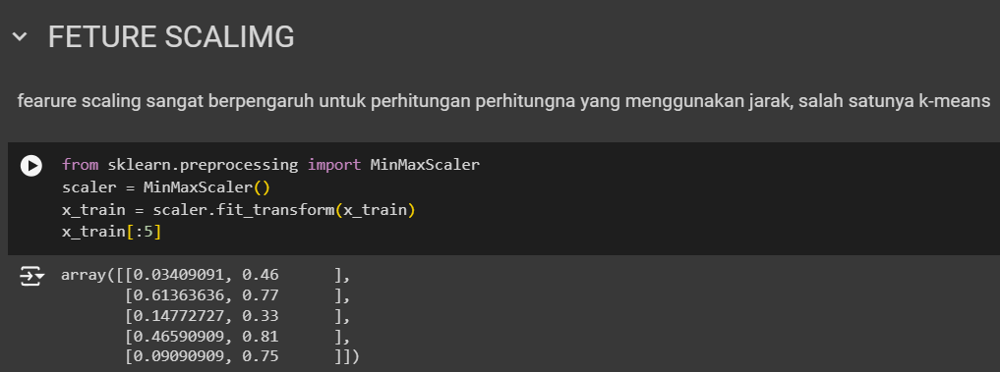 FETURE SCALIMG
fearure scaling sangat berpengaruh untuk perhitungan perhitungna yang menggunakan jarak, salah satunya k-means
from sklearn.preprocessing import MinMaxScaler
scaler = MinMaxScaler()
x_train = scaler.fit_transform(x_train)
x_train[:5]
array([[0.03409091, 0.46      ],
       [0.61363636, 0.77      ],
       [0.14772727, 0.33      ],
       [0.46590909, 0.81      ],
       [0.09090909, 0.75      ]])